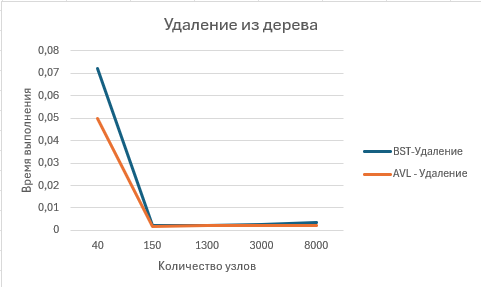 Удаление из дерева
0,08
0,07
0,06
0,05
0,04
0,03
0,02
0,01
0
Время выполнения
40 150 1300 3000 8000
Количество узлов
BST-Удаление
AVL - Удаление